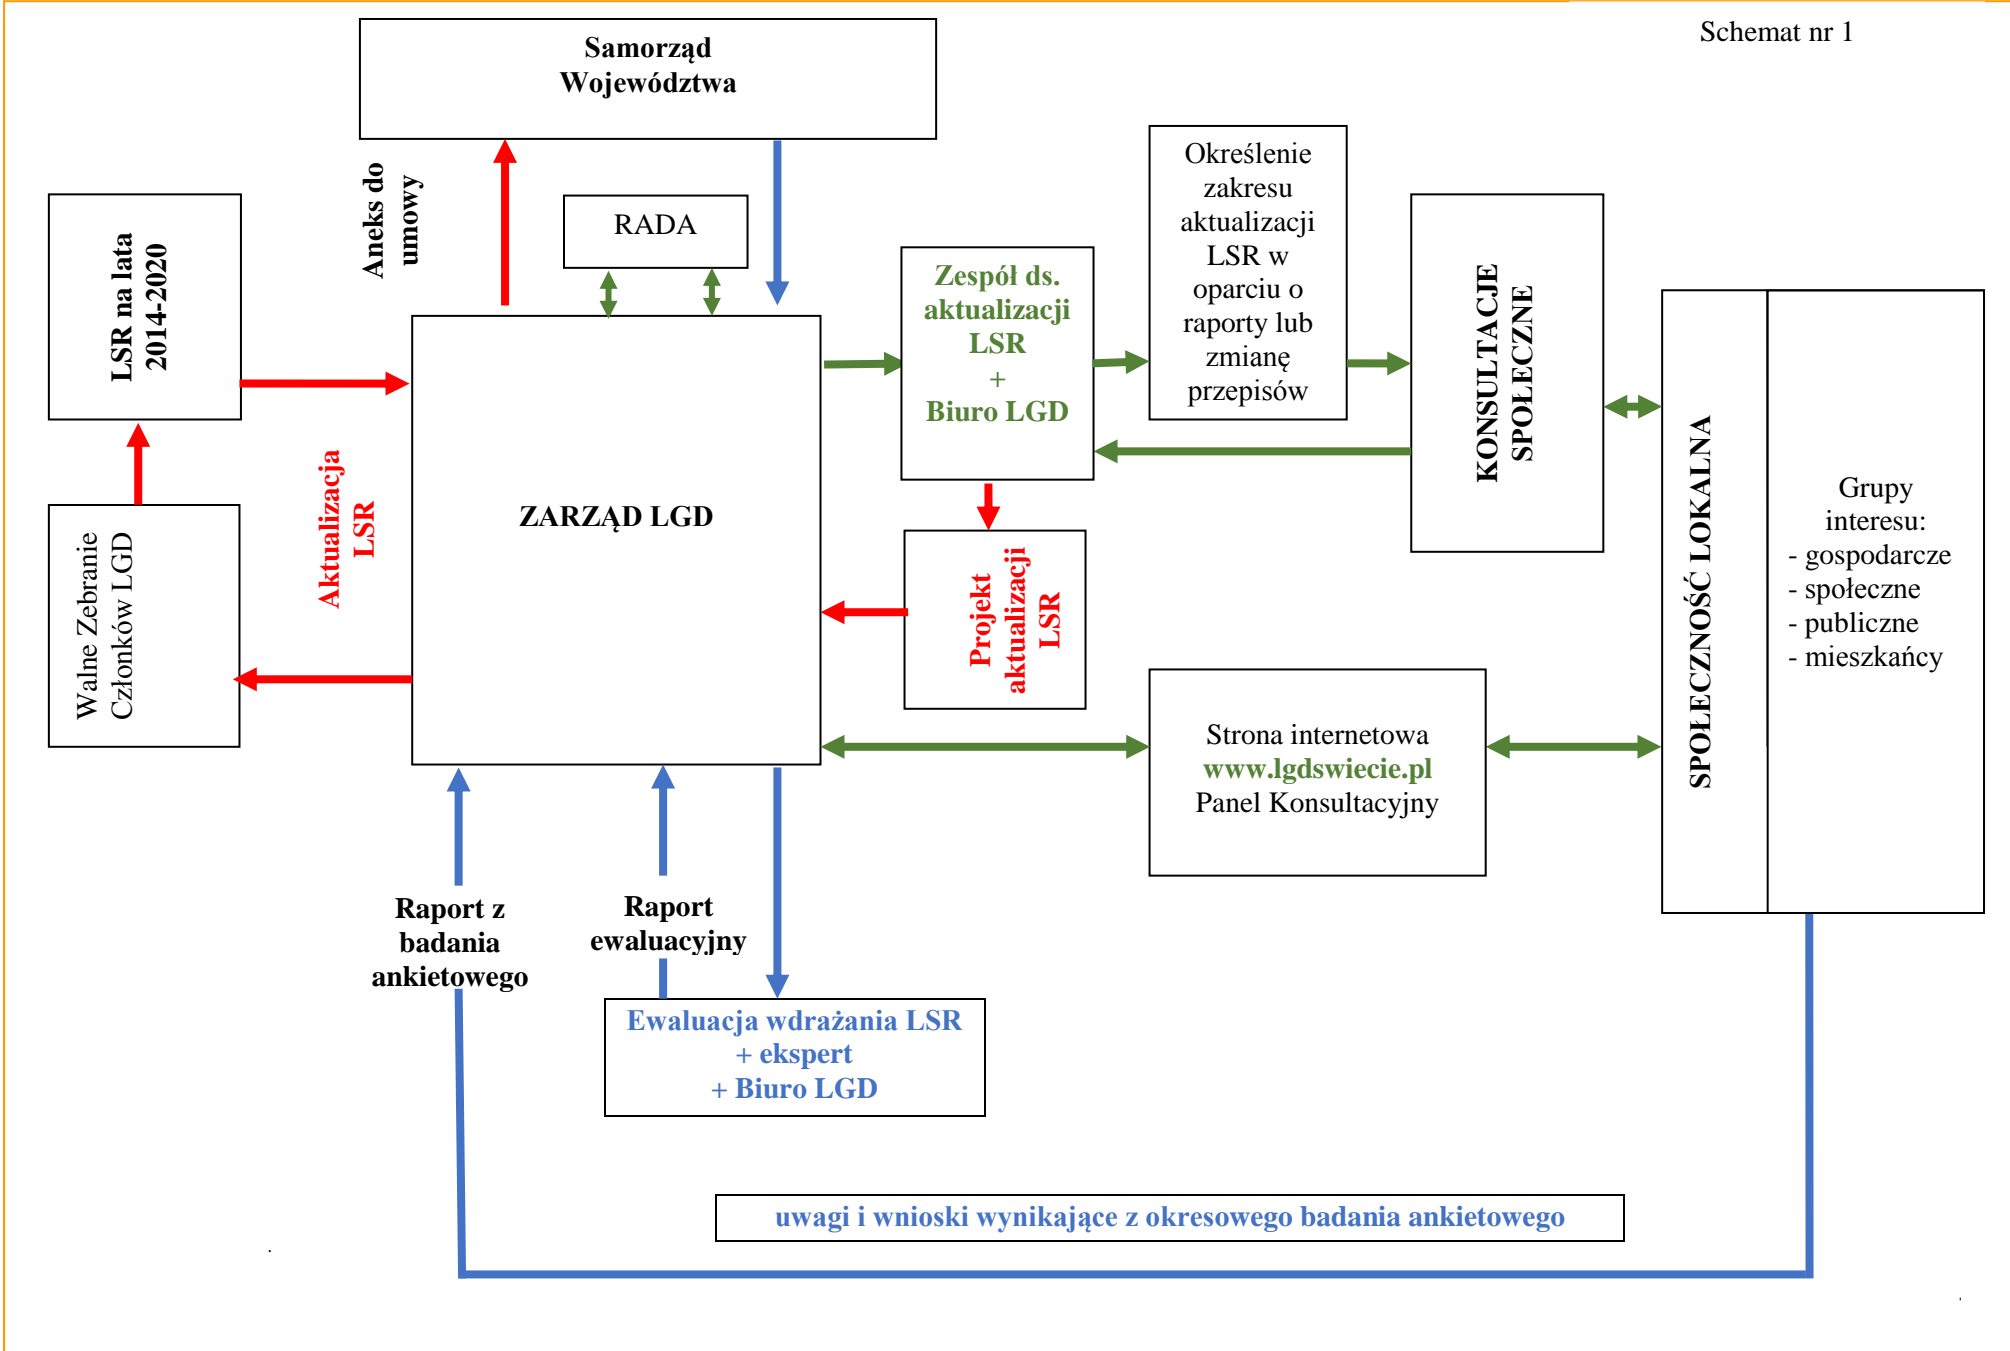 Schemat nr 1
Samorząd
Województwa
Aneks do
umowy
RADA
LSR na lata
2014-2020
Zespół ds.
aktualizacji
LSR
+
Biuro LGD
Określenie
zakresu
aktualizacji
LSR w
oparciu o
raporty lub
zmianę
przepisów
KONSULTACJE
SPOŁECZNE
SPOŁECZNOŚĆ LOKALNA
Grupy
interesu:
- gospodarcze
- społeczne
- publiczne
- mieszkańcy
Aktualizacja
LSR
ZARZĄD LGD
Walne Zebranie
Członków LGD
Projekt
aktualizacji
LSR
Strona internetowa
www.lgdswiecie.pl
Panel Konsultacyjny
Raport z
badania
ankietowego
Raport
ewaluacyjny
Ewaluacja wdrażania LSR
+ ekspert
+ Biuro LGD
uwagi i wnioski wynikające z okresowego badania ankietowego